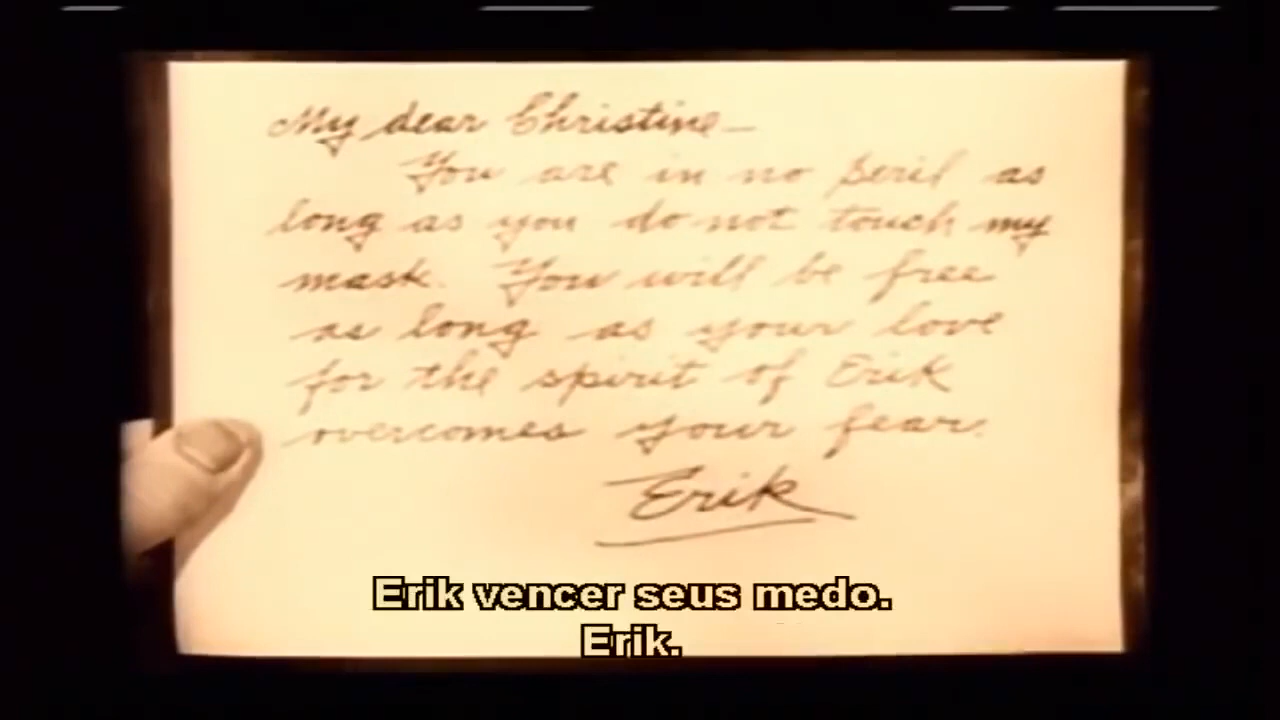 My dear Christine—
You are in no peril as
long as you do not touch my
mask. You will be free
as long as your love
for the spirit of Erik
overcomes your fear.
Erik
Erik vencer seus medo.
Erik.